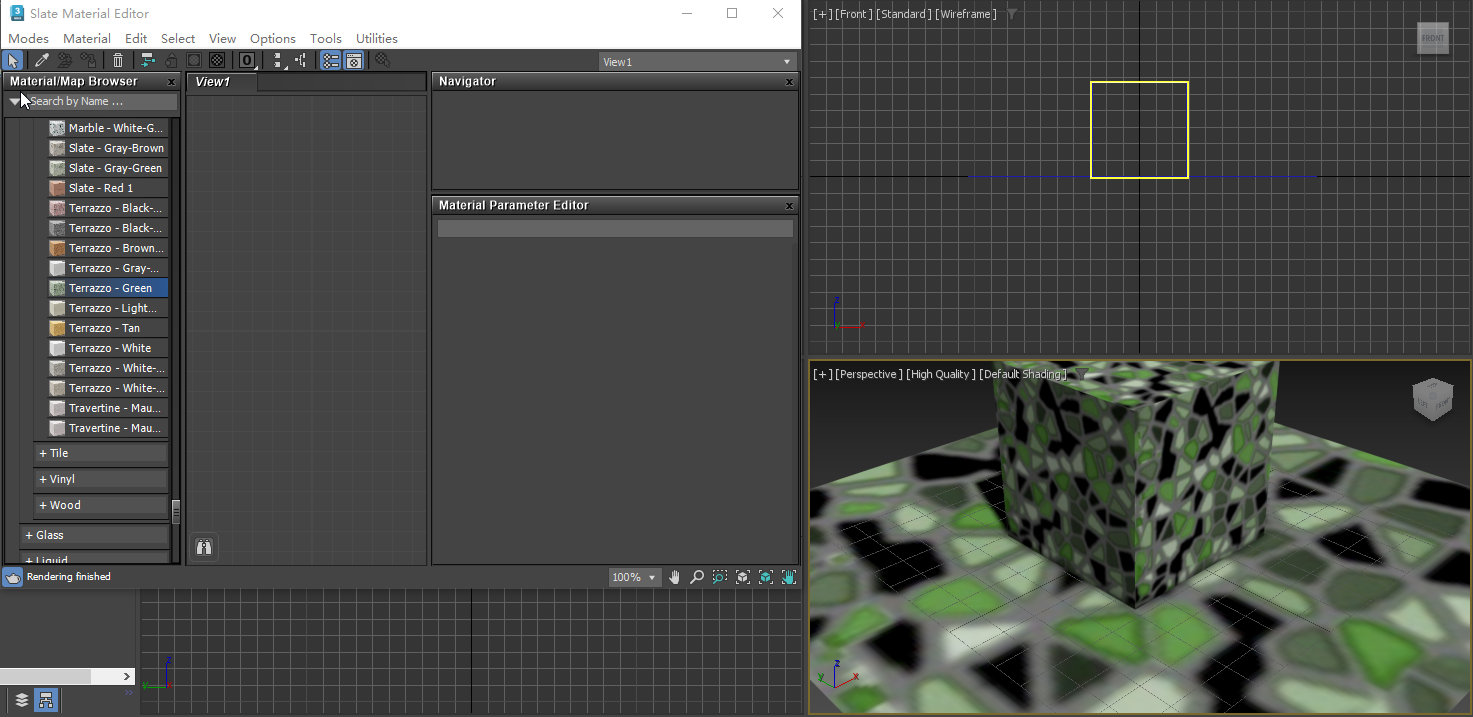 Slate Material Editor
Modes Material Edit Select View Options Tools Utilities
0
View1
Material/Map Browser x
Search by Name ...
Marble - White-G...
Slate - Gray-Brown
Slate - Gray-Green
Slate - Red 1
Terrazzo - Black-...
Terrazzo - Black-...
Terrazzo - Brown...
Terrazzo - Gray-...
Terrazzo - Green
Terrazzo - Light...
Terrazzo - Tan
Terrazzo - White
Terrazzo - White-...
Terrazzo - White-...
Travertine - Mau...
Travertine - Mau...
+ Tile
+ Vinyl
+ Wood
+ Glass
+ Liquid
View1
Navigator x
Material Parameter Editor x
Rendering finished
100%
z
y
[+] [Front] [Standard] [Wireframe]
FRONT
z
y x
[+] [Perspective] [High Quality] [Default Shading]
z
y x